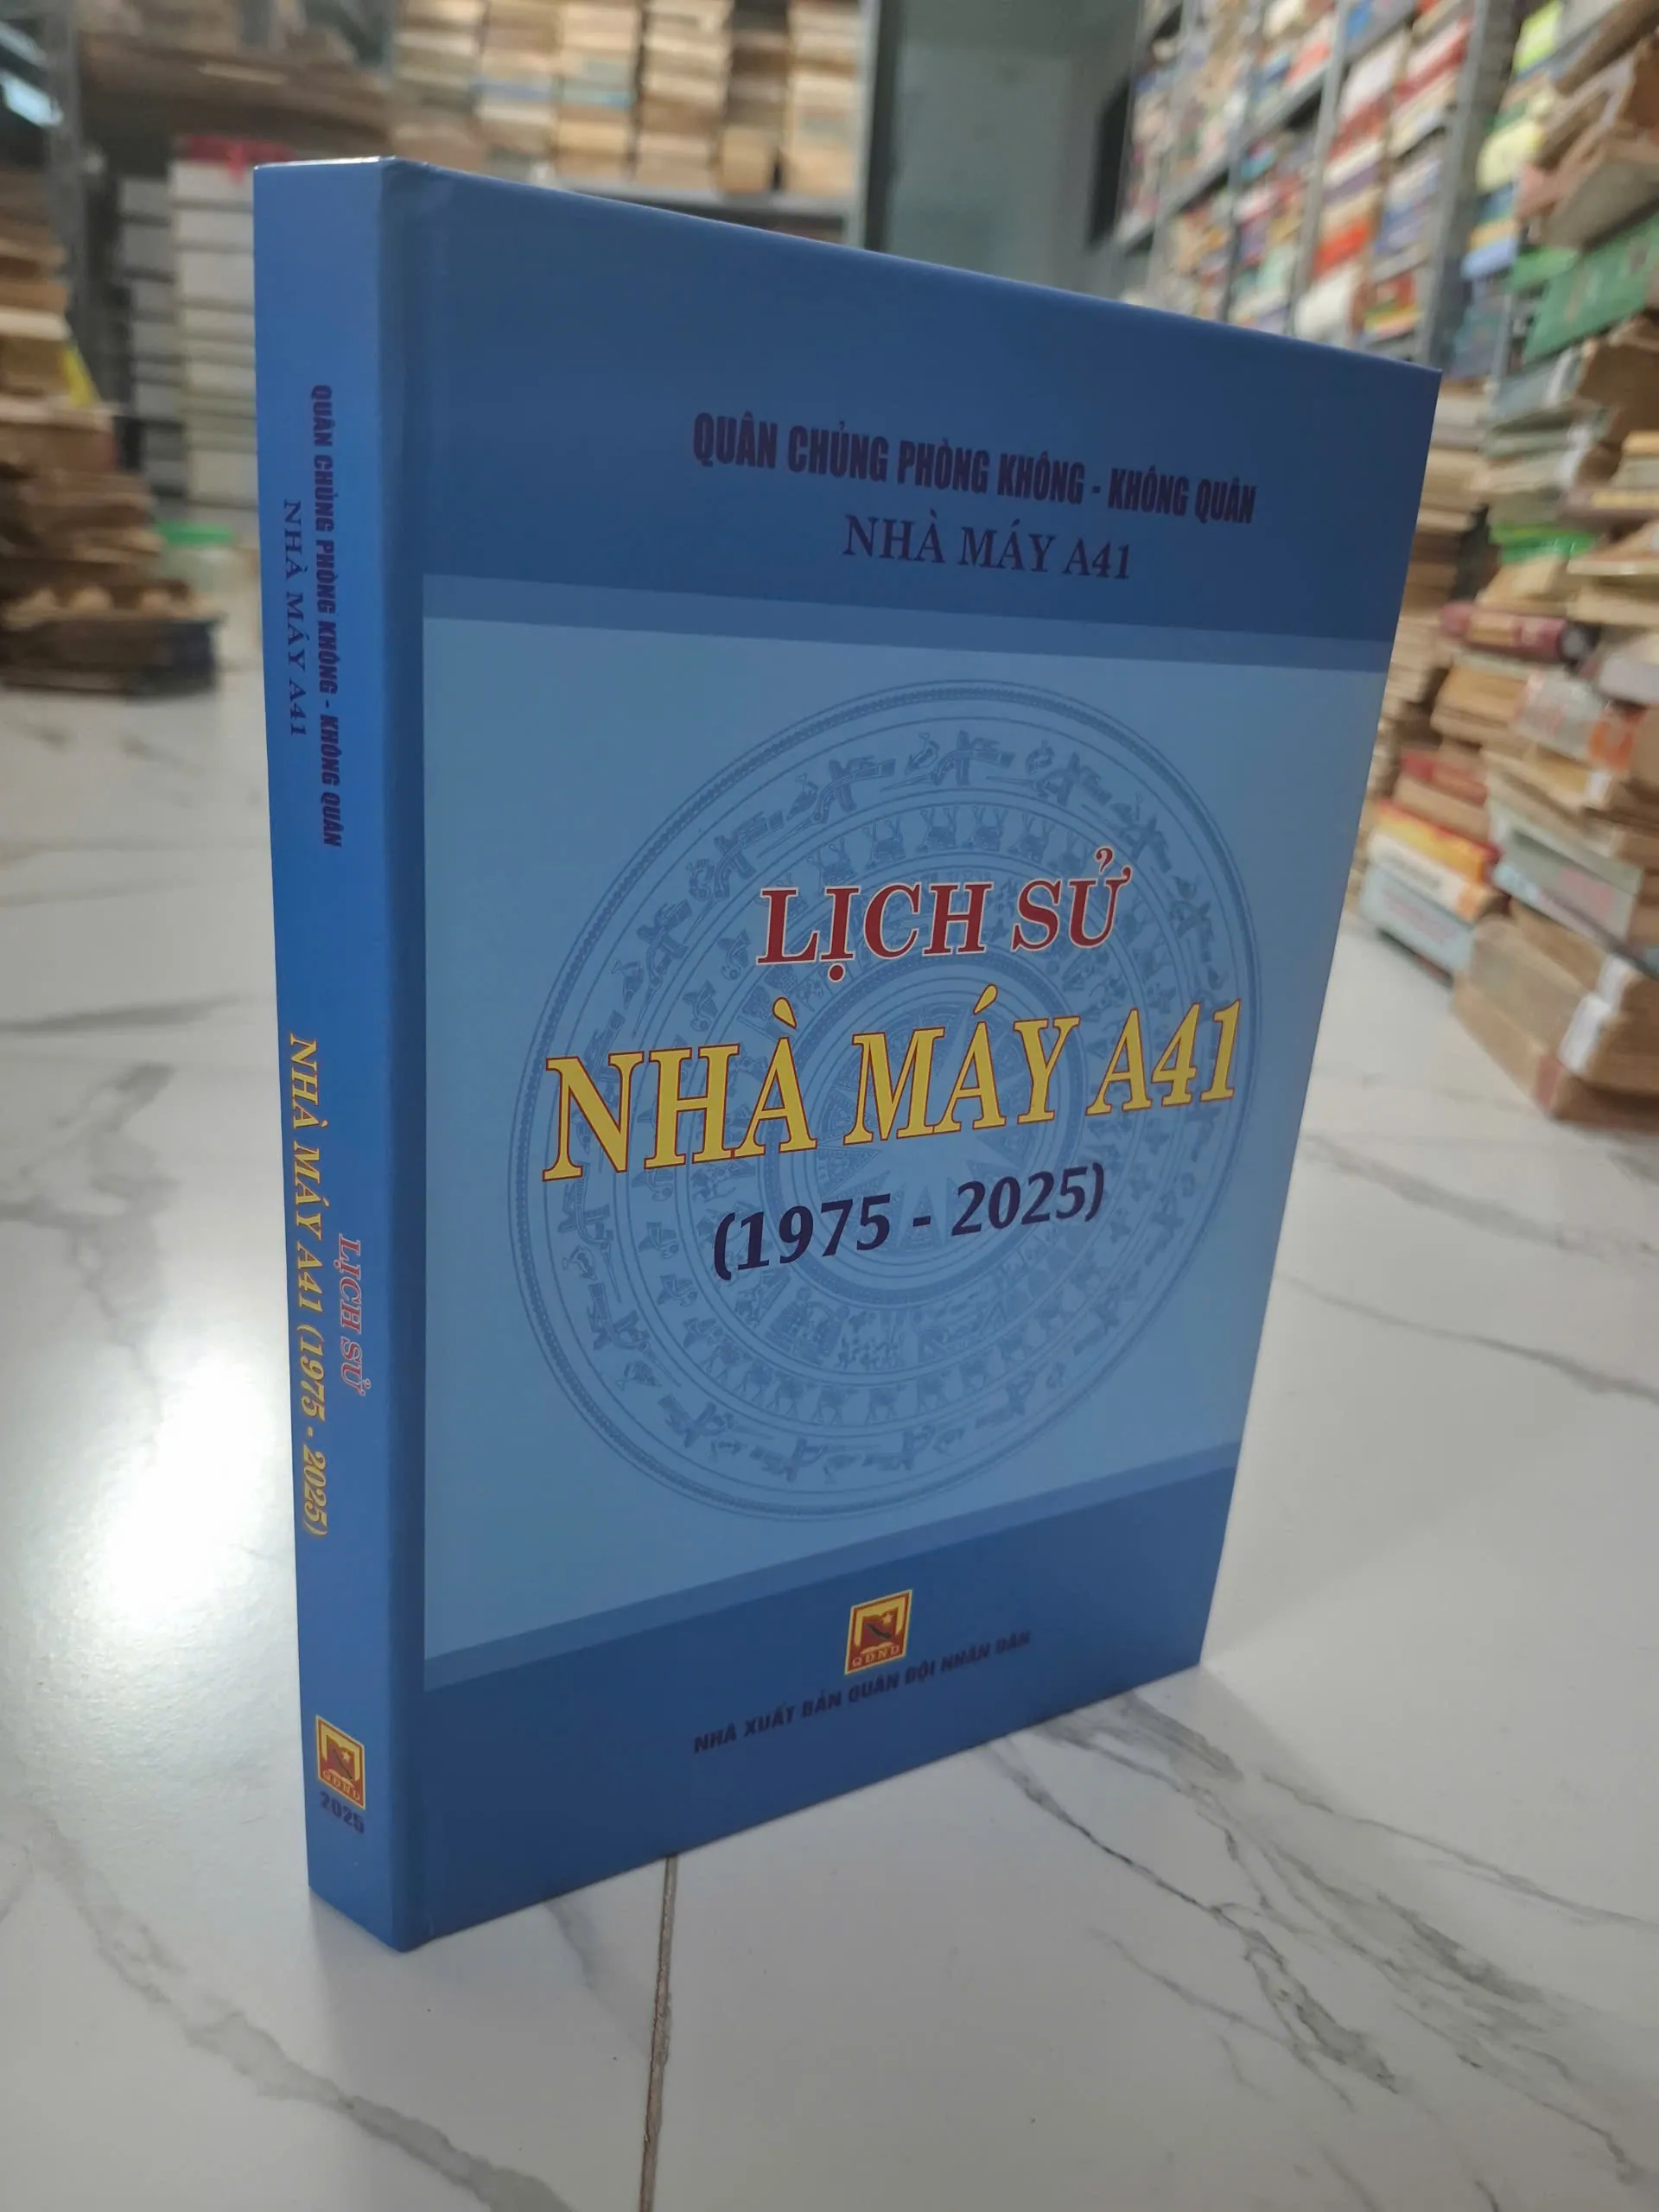 QUÂN CHỦNG PHÒNG KHÔNG - KHÔNG QUÂN
NHÀ MÁY A41
LỊCH SỬ
NHÀ MÁY A41
(1975 - 2025)
QĐND
NHÀ XUẤT BẢN QUÂN ĐỘI NHÂN DÂN
QUÂN CHỦNG PHÒNG KHÔNG - KHÔNG QUÂN
NHÀ MÁY A41
LỊCH SỬ
NHÀ MÁY A41 (1975 - 2025)
QĐND
2025